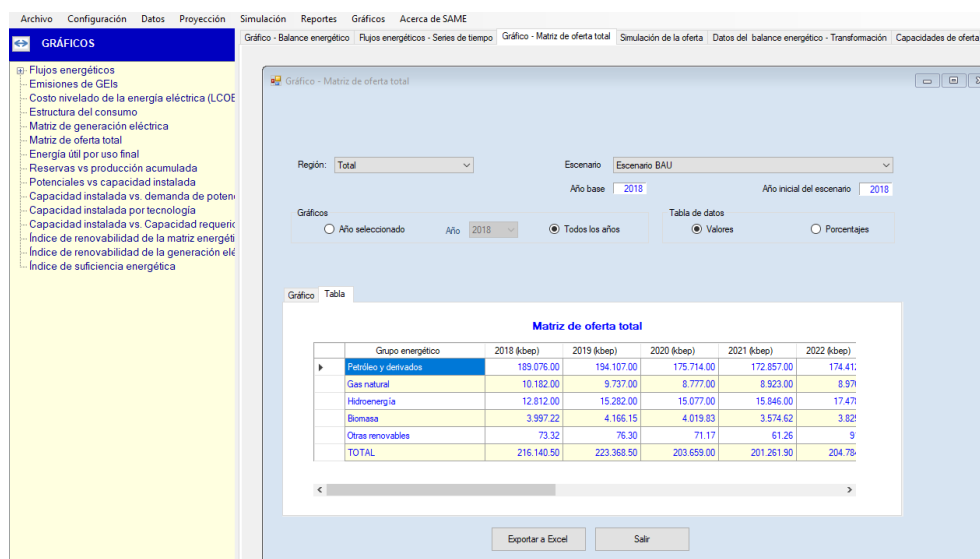 Archivo Configuración Datos Proyección Simulación Reportes Gráficos Acerca de SAME
GRÁFICOS
Gráfico - Balance energético Flujos energéticos - Series de tiempo Gráfico - Matriz de oferta total Simulación de la oferta Datos del balance energético - Transformación Capacidades de oferta
Flujos energéticos
Emisiones de GEIs
Costo nivelado de la energía eléctrica (LCOE
Estructura del consumo
Matriz de generación eléctrica
Matriz de oferta total
Energía útil por uso final
Reservas vs producción acumulada
Potenciales vs capacidad instalada
Capacidad instalada vs. demanda de poten
Capacidad instalada por tecnología
Capacidad instalada vs. Capacidad requerid
Índice de renovabilidad de la matriz energéti
Índice de renovabilidad de la generación elé
Índice de suficiencia energética
Gráfico - Matriz de oferta total
Región: Total Escenario Escenario BAU
Año base 2018 Año inicial del escenario 2018
Gráficos Tabla de datos
Año seleccionado Año 2018 Todos los años Valores Porcentajes
Gráfico Tabla
Matriz de oferta total
Grupo energético 2018 (kbep) 2019 (kbep) 2020 (kbep) 2021 (kbep) 2022 (kbep)
Petróleo y derivados 189.076.00 194.107.00 175.714.00 172.857.00 174.412
Gas natural 10.182.00 9.737.00 8.777.00 8.923.00 8.970
Hidroenergía 12.812.00 15.282.00 15.077.00 15.846.00 17.478
Biomasa 3.997.22 4.166.15 4.019.83 3.574.62 3.829
Otras renovables 73.32 76.30 71.17 61.26 9
TOTAL 216.140.50 223.368.50 203.659.00 201.261.90 204.784
Exportar a Excel Salir